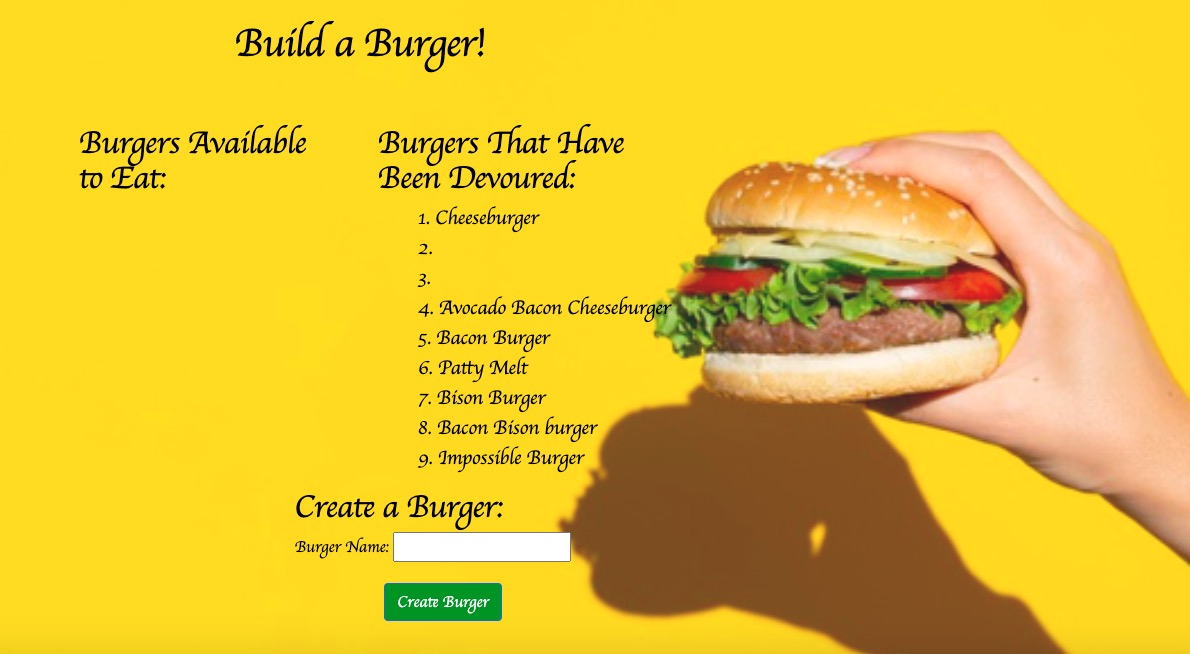 Build a Burger!
Burgers Available
to Eat:
Burgers That Have
Been Devoured:
1. Cheeseburger
2.
3.
4. Avocado Bacon Cheeseburger
5. Bacon Burger
6. Patty Melt
7. Bison Burger
8. Bacon Bison burger
9. Impossible Burger
Create a Burger:
Burger Name:
Create Burger